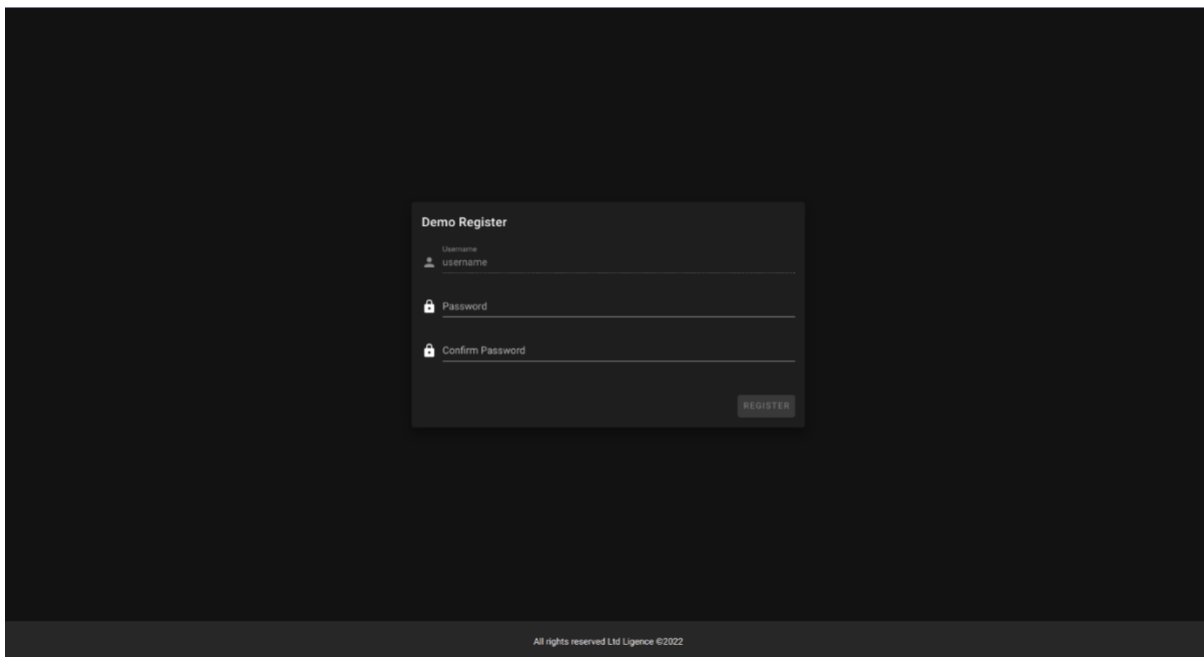 Demo Register
Username
username
Password
Confirm Password
REGISTER
All rights reserved Ltd Ligence ©2022